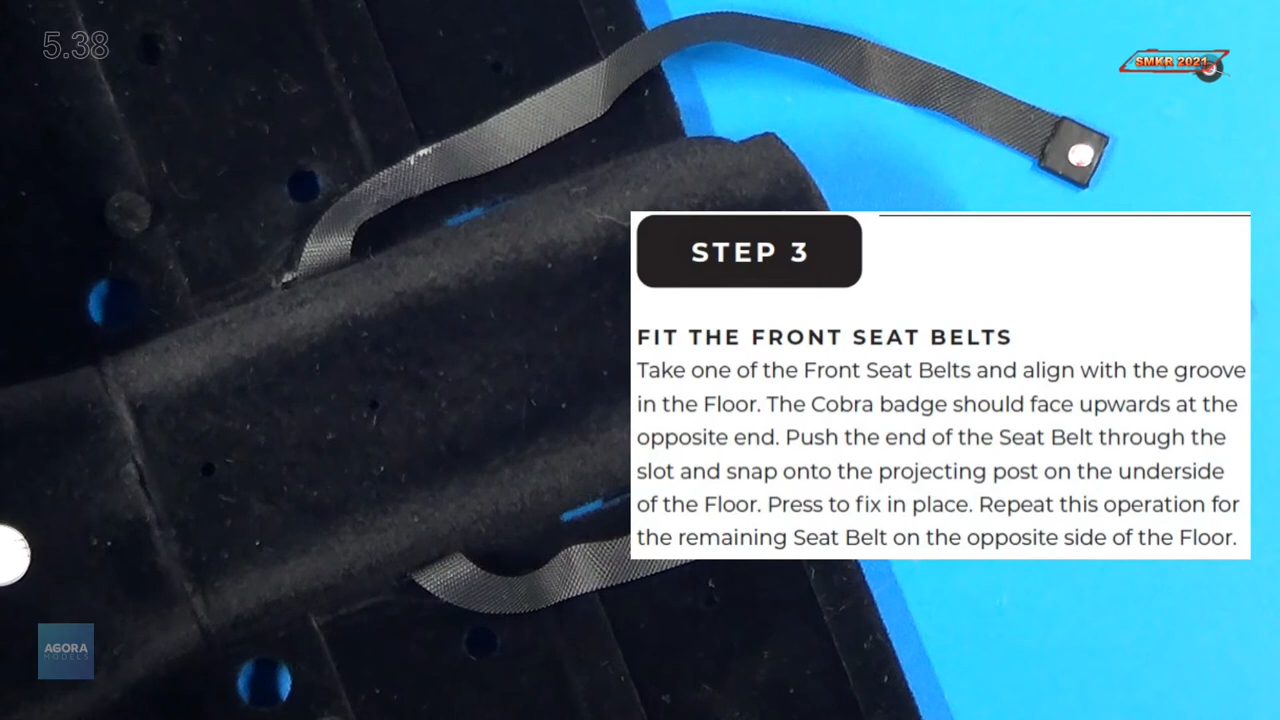 5.38
SMKR 2021
STEP 3
FIT THE FRONT SEAT BELTS
Take one of the Front Seat Belts and align with the groove
in the Floor. The Cobra badge should face upwards at the
opposite end. Push the end of the Seat Belt through the
slot and snap onto the projecting post on the underside
of the Floor. Press to fix in place. Repeat this operation for
the remaining Seat Belt on the opposite side of the Floor.
AGORA
MODELS